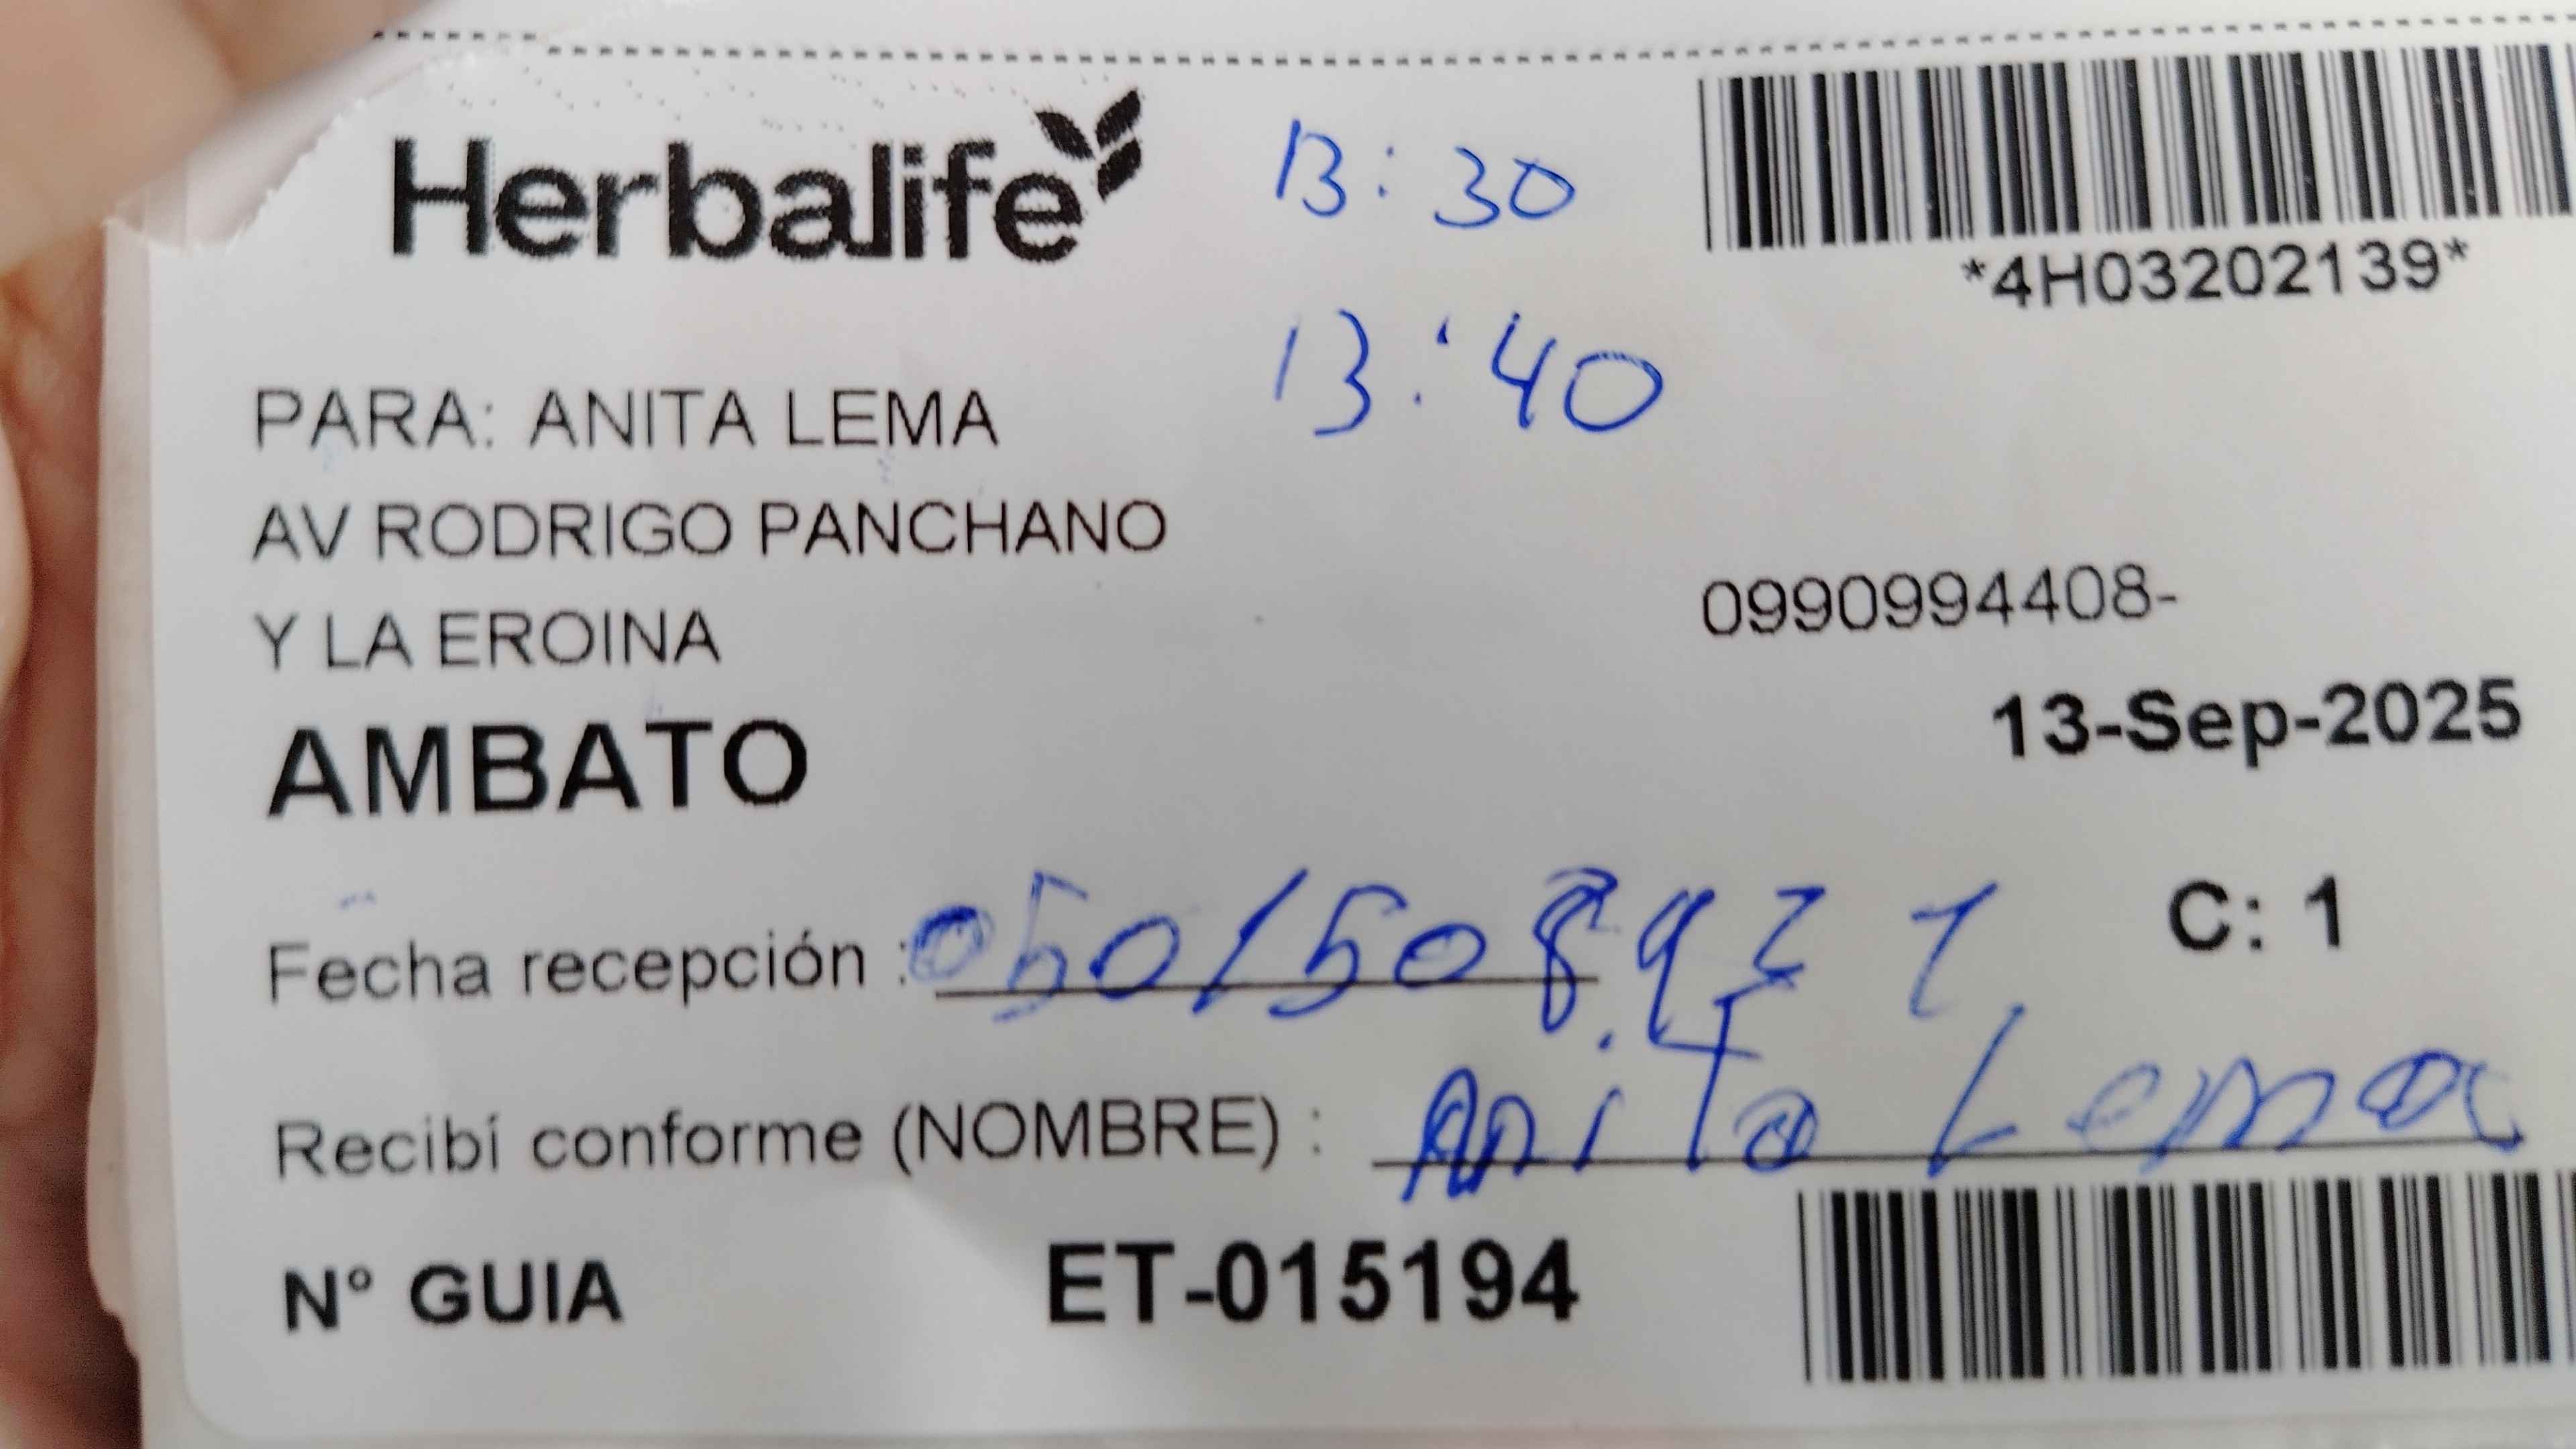 Herbalife
13:30
*4H03202139*
13:40
PARA: ANITA LEMA
AV RODRIGO PANCHANO
0990994408-
Y LA EROINA
13-Sep-2025
AMBATO
C: 1
Fecha recepción :
Recibí conforme (NOMBRE) : Anita Lema
N° GUIA ET-015194